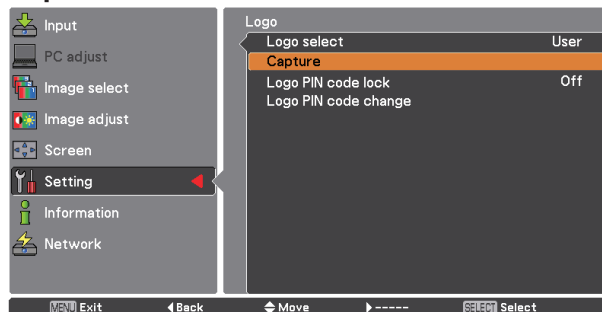 Input
PC adjust
Image select
Image adjust
Screen
Setting
Information
Network
Logo
Logo select User
Capture
Logo PIN code lock Off
Logo PIN code change
MENU Exit Back Move ----- SELECT Select